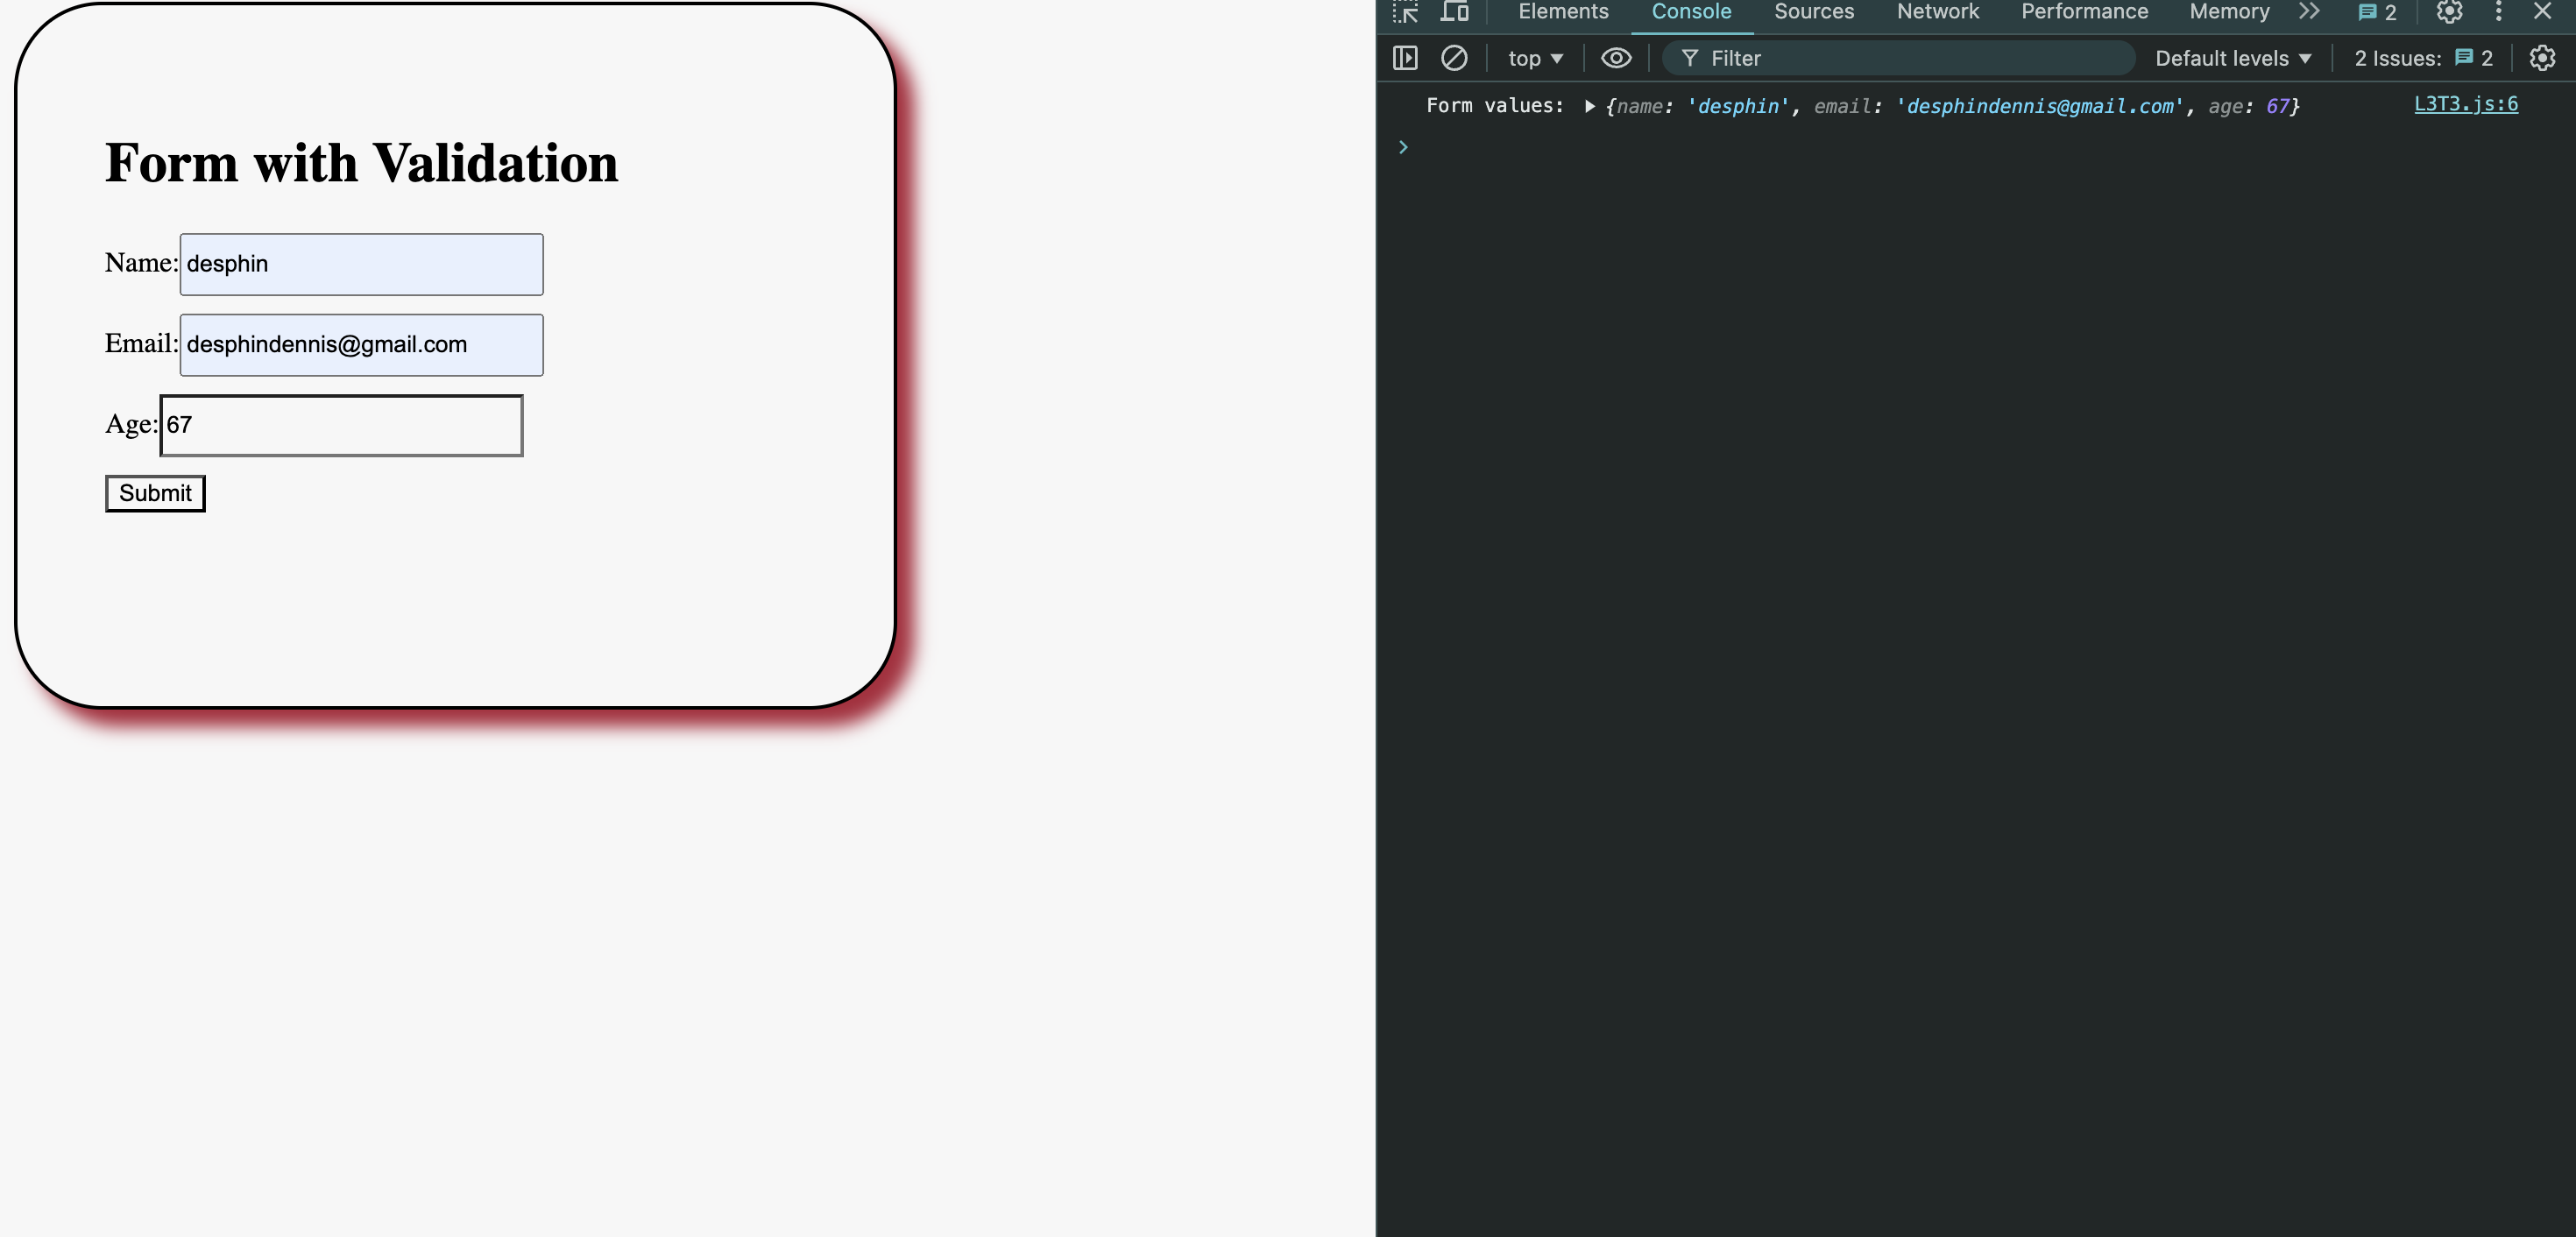 Form with Validation
Name: desphin
Email: desphindennis@gmail.com
Age: 67
Submit
Elements Console Sources Network Performance Memory 2
top Filter Default levels 2 Issues: 2
Form values: {name: 'desphin', email: 'desphindennis@gmail.com', age: 67} L3T3.js:6